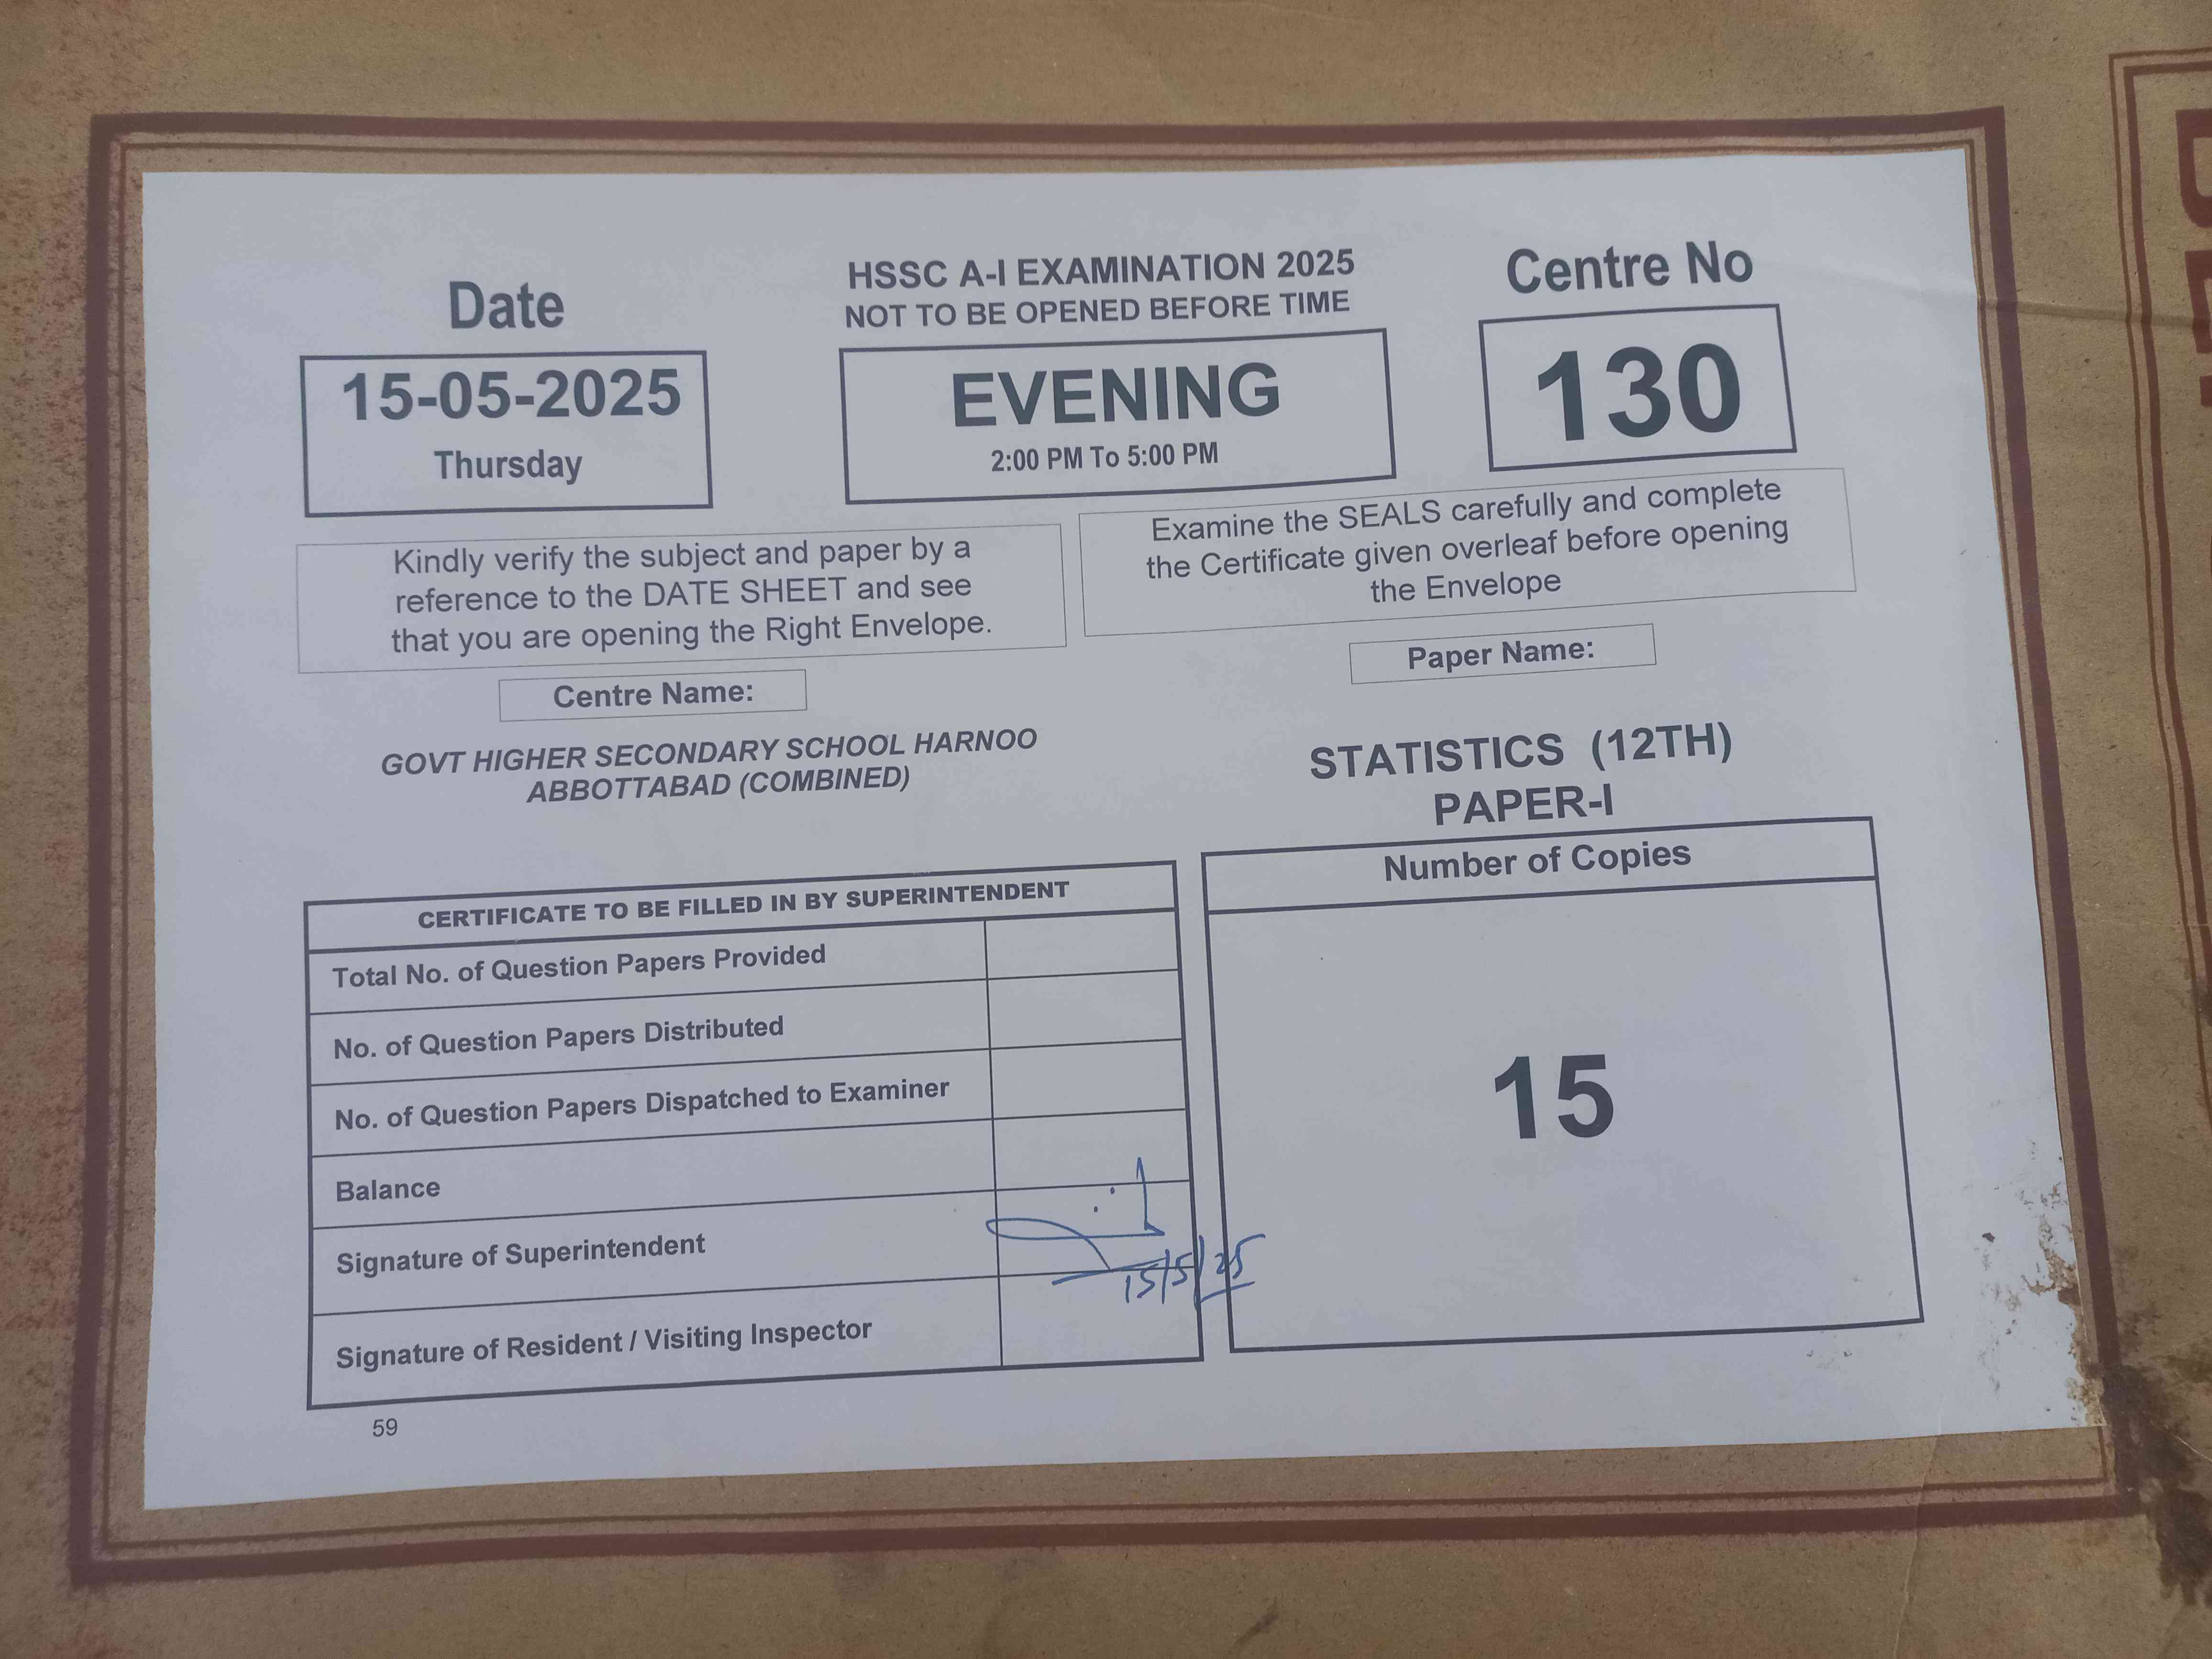 Date
15-05-2025
Thursday
HSSC A-I EXAMINATION 2025
NOT TO BE OPENED BEFORE TIME
EVENING
2:00 PM To 5:00 PM
Centre No
130
Kindly verify the subject and paper by a
reference to the DATE SHEET and see
that you are opening the Right Envelope.
Examine the SEALS carefully and complete
the Certificate given overleaf before opening
the Envelope
Centre Name:
GOVT HIGHER SECONDARY SCHOOL HARNOO
ABBOTTABAD (COMBINED)
Paper Name:
STATISTICS (12TH)
PAPER-I
CERTIFICATE TO BE FILLED IN BY SUPERINTENDENT
Total No. of Question Papers Provided
No. of Question Papers Distributed
No. of Question Papers Dispatched to Examiner
Balance
Signature of Superintendent
15/5/25
Signature of Resident / Visiting Inspector
Number of Copies
15
59